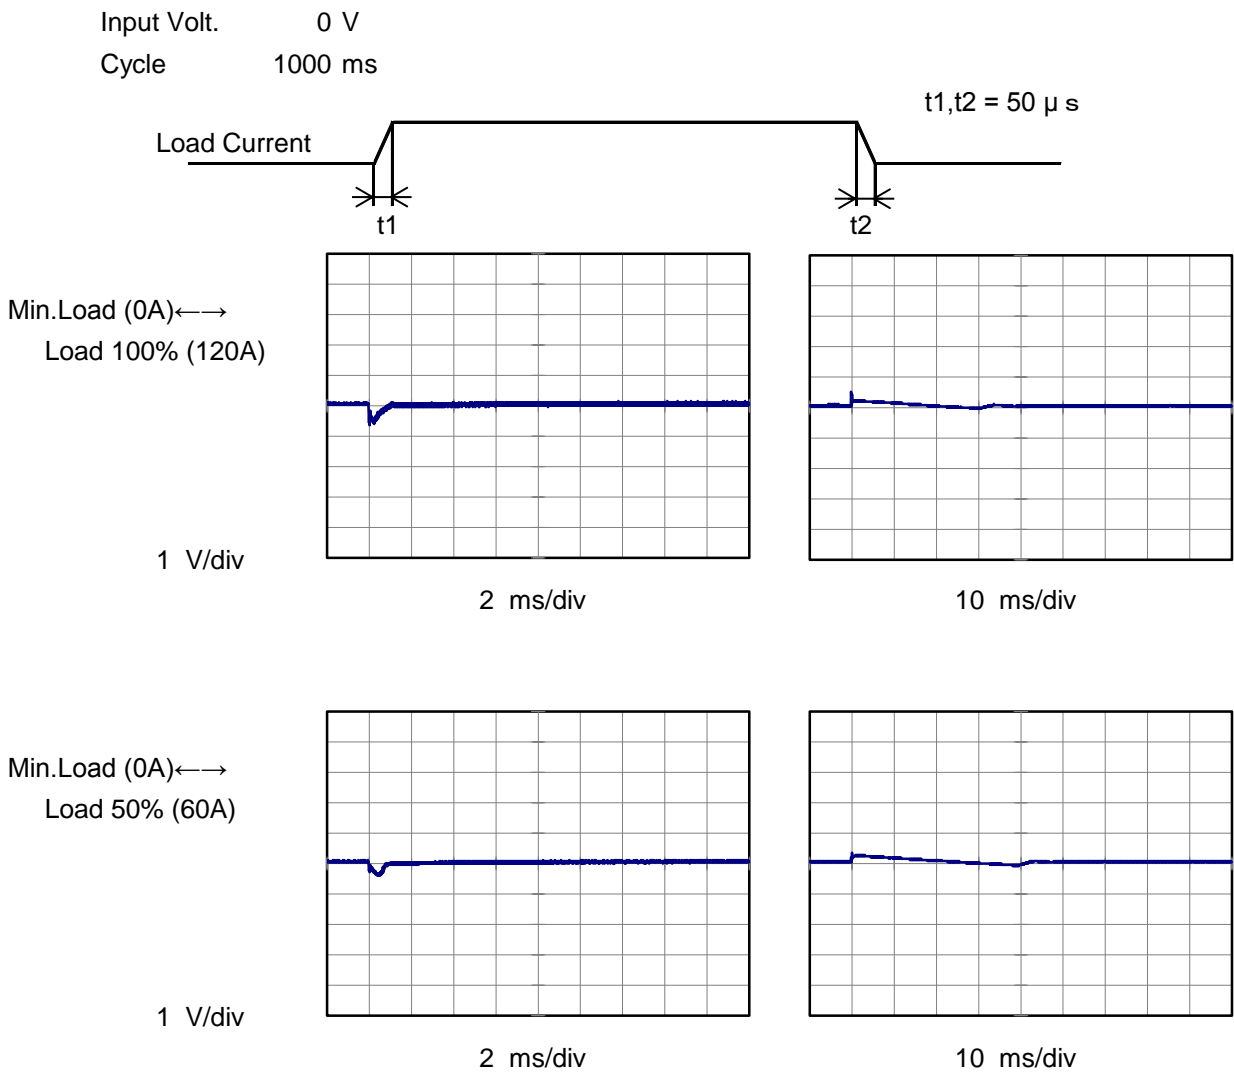 Input Volt. 0 V
Cycle 1000 ms
t1,t2 = 50 μ s
Load Current
t1 t2
Min.Load (0A)←→
Load 100% (120A)
1 V/div
2 ms/div 10 ms/div
Min.Load (0A)←→
Load 50% (60A)
1 V/div
2 ms/div 10 ms/div